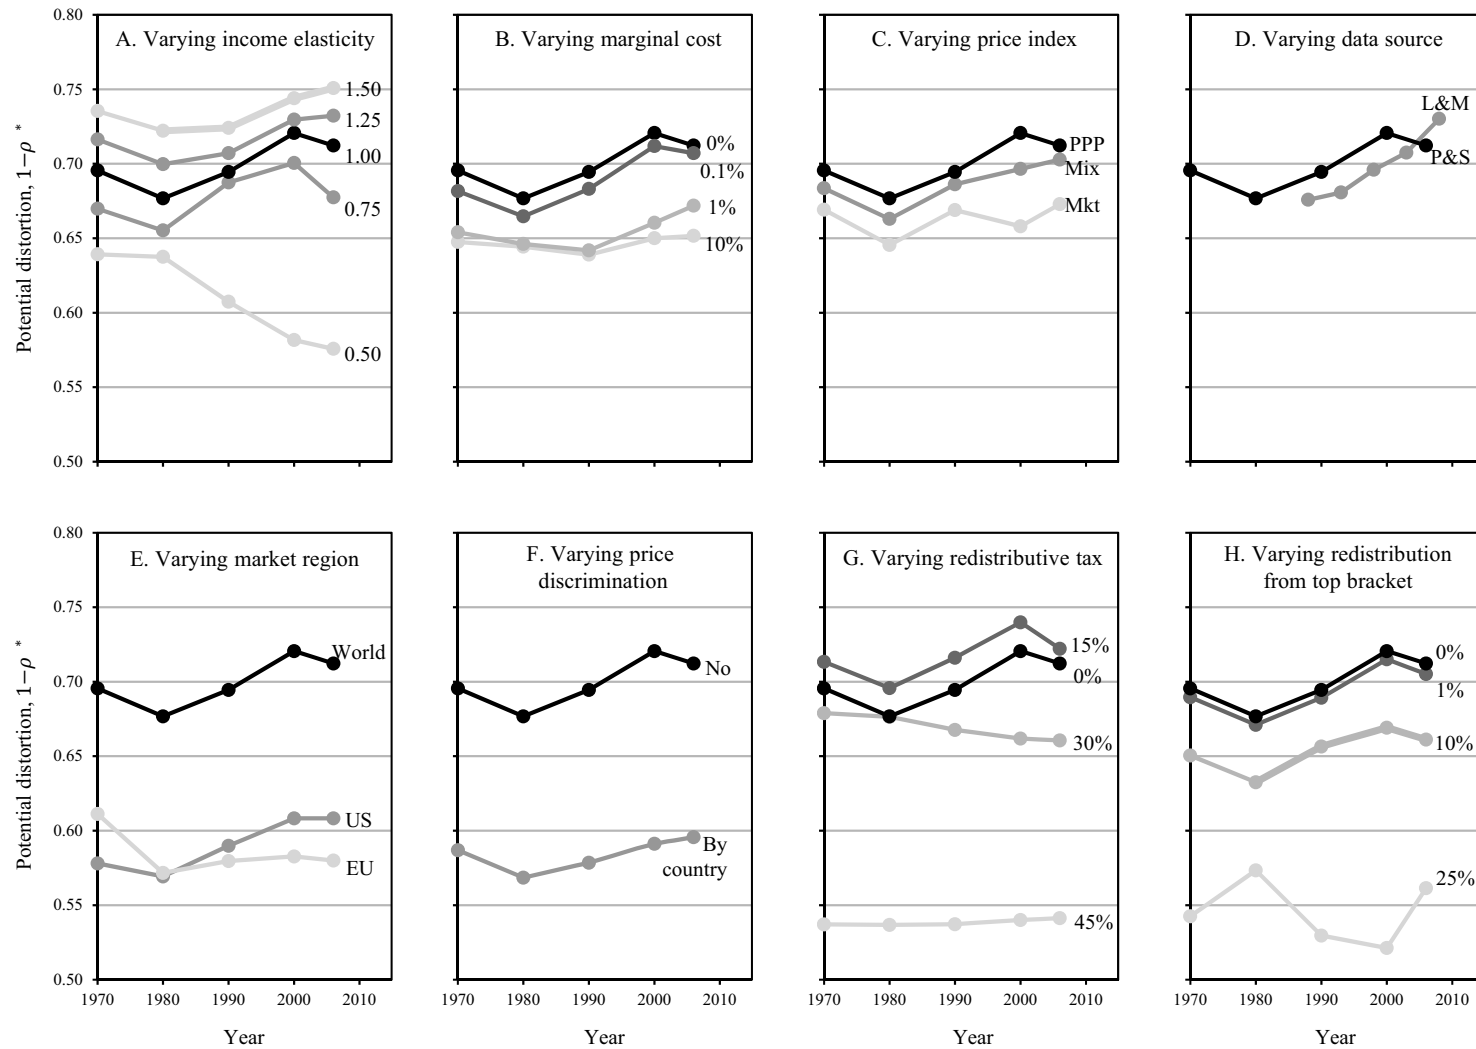 A. Varying income elasticity
B. Varying marginal cost
C. Varying price index
D. Varying data source
0.80
0.75
0.70
0.65
0.60
0.55
0.50
Potential distortion, 1−ρ *
1.50
1.25
1.00
0.75
0.50
0%
0.1%
1%
10%
PPP
Mix
Mkt
L&M
P&S
E. Varying market region
F. Varying price
discrimination
G. Varying redistributive tax
H. Varying redistribution
from top bracket
0.80
0.75
0.70
0.65
0.60
0.55
0.50
Potential distortion, 1−ρ *
World
US
EU
No
By
country
15%
0%
30%
45%
0%
1%
10%
25%
1970 1980 1990 2000 2010
1970 1980 1990 2000 2010
1970 1980 1990 2000 2010
1970 1980 1990 2000 2010
Year
Year
Year
Year